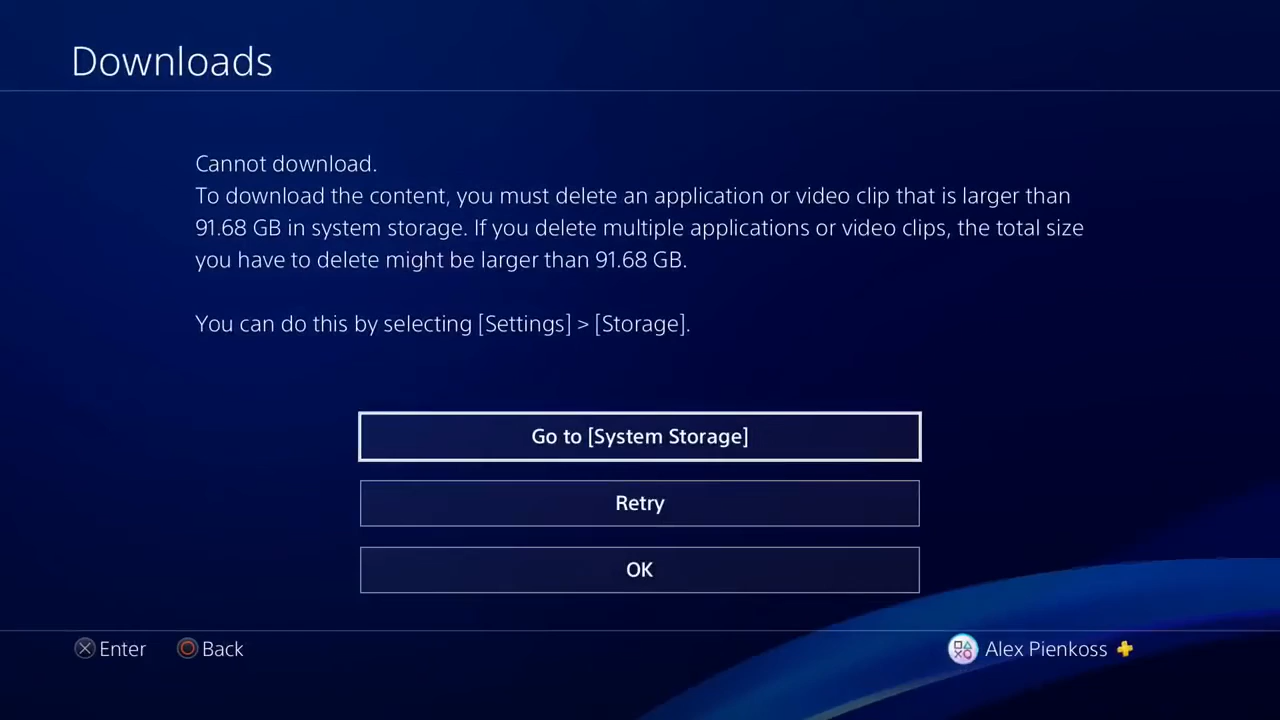 Downloads
Cannot download.
To download the content, you must delete an application or video clip that is larger than
91.68 GB in system storage. If you delete multiple applications or video clips, the total size
you have to delete might be larger than 91.68 GB.
You can do this by selecting [Settings] > [Storage].
Go to [System Storage]
Retry
OK
Enter Back Alex Pienkoss